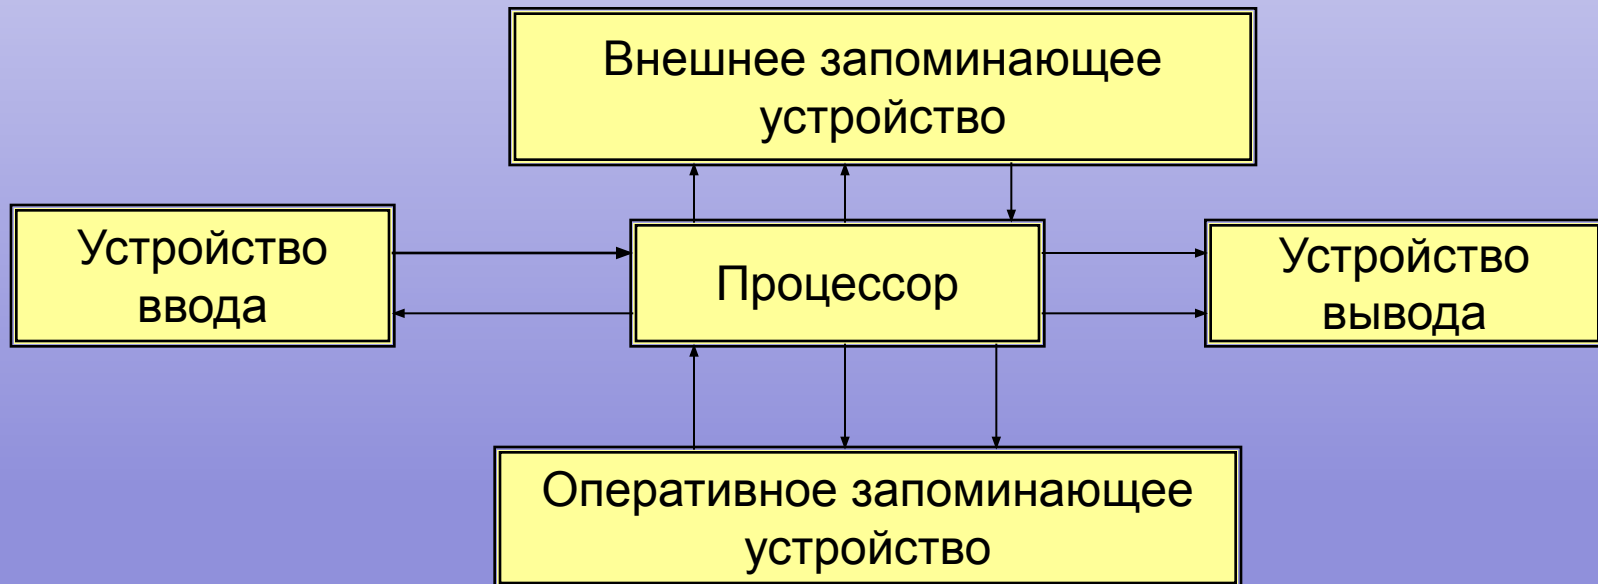 Внешнее запоминающее
устройство
Устройство
ввода
Процессор
Устройство
вывода
Оперативное запоминающее
устройство